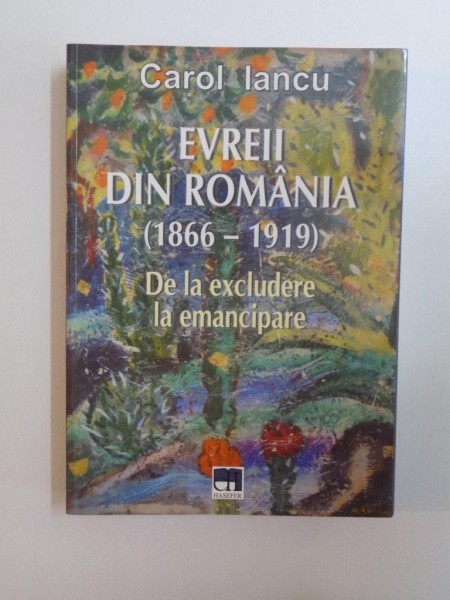 Carol Iancu
EVREII
DIN ROMÂNIA
(1866 – 1919)
De la excludere
la emancipare
HASEFER